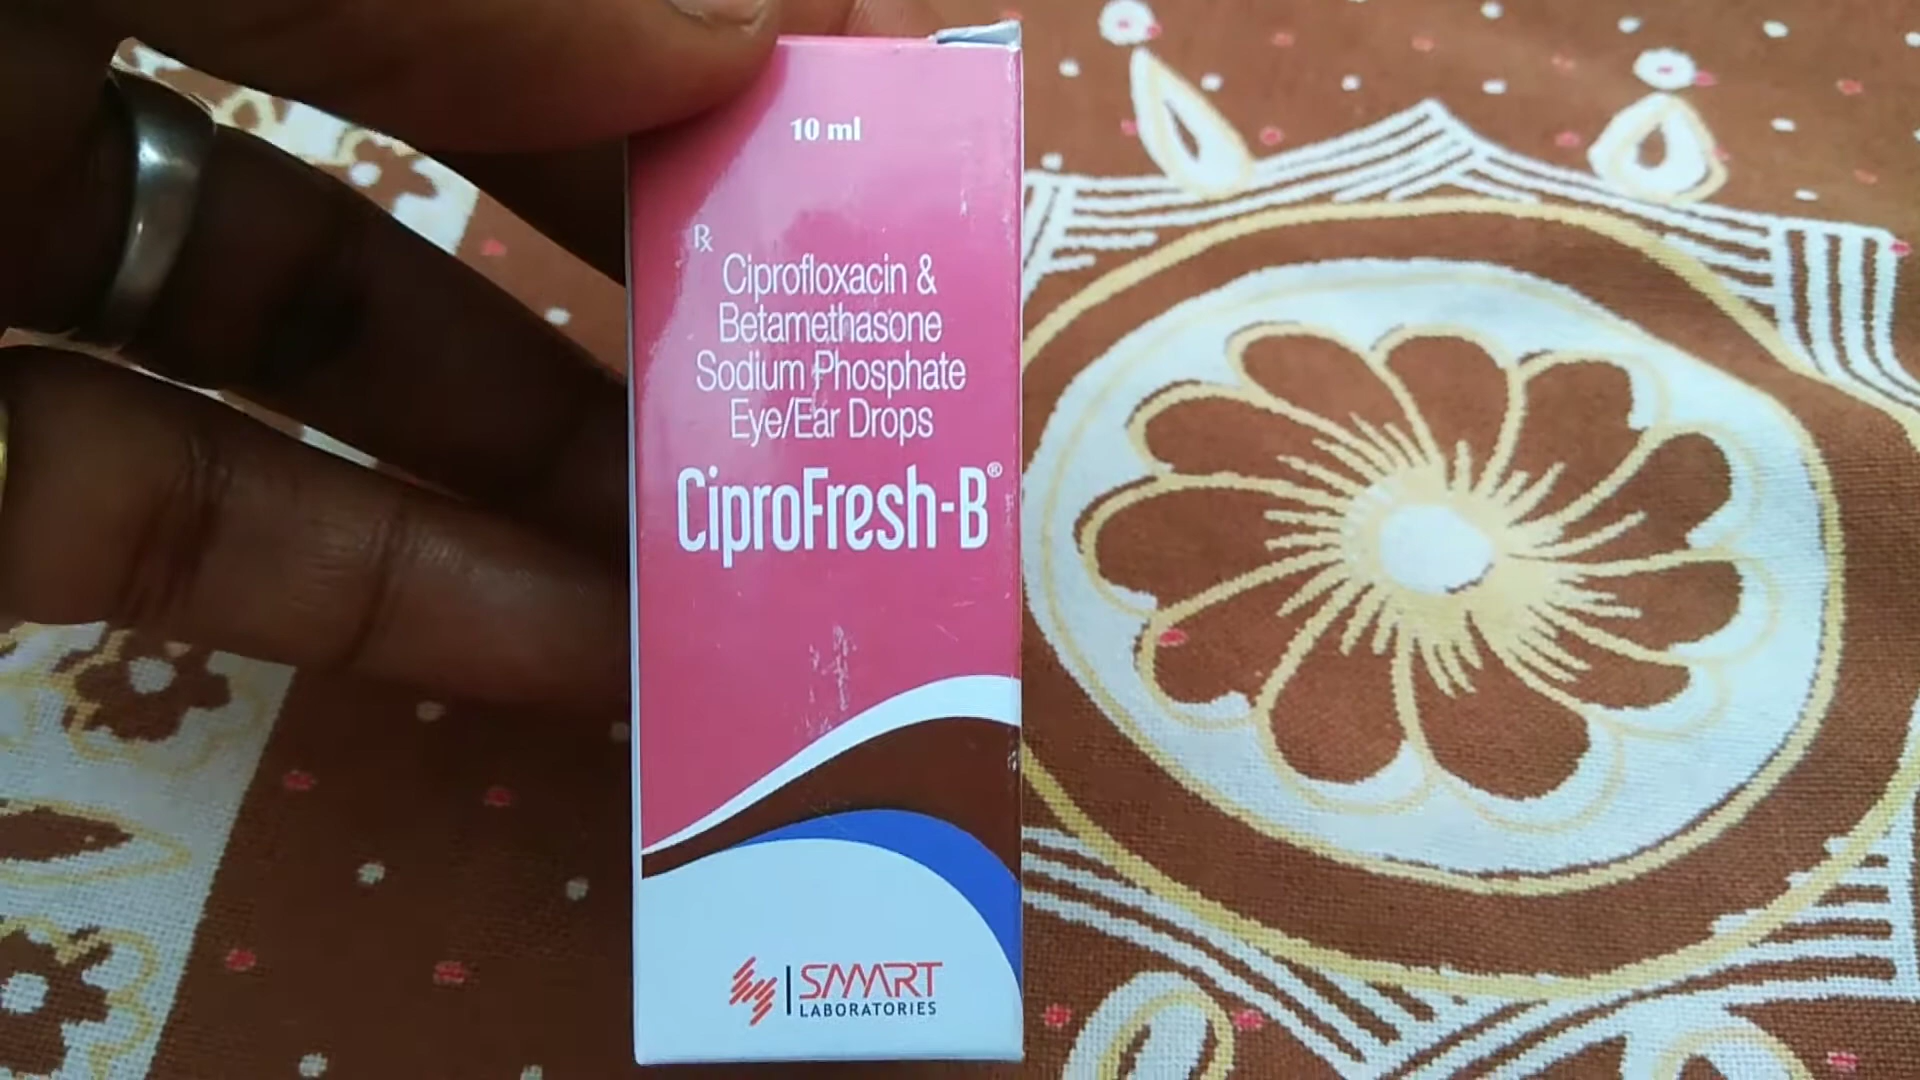 10 ml
Rx
Ciprofloxacin &
Betamethasone
Sodium Phosphate
Eye/Ear Drops
CiproFresh-B®
SMART
LABORATORIES